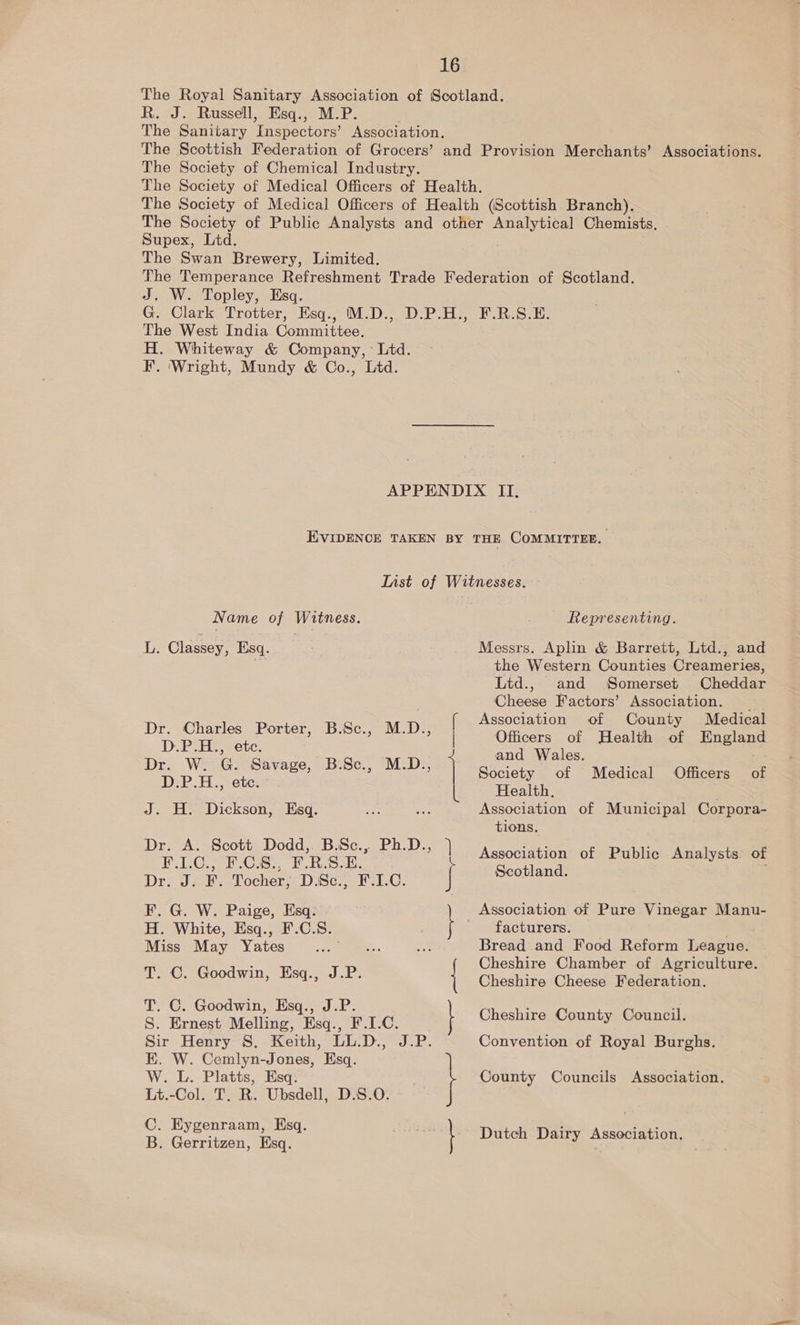 16
The Royal Sanitary Association of Scotland.
R. J. Russell, Esq., M.P.
The Sanitary Inspectors’ Association.
The Scottish Federation of Grocers’ and Provision Merchants’ Associations.
The Society of Chemical Industry.
The Society of Medical Officers of Health.
The Society of Medical Officers of Health (Scottish Branch).
The Society of Public Analysts and other Analytical Chemists.
Supex, Ltd.
The Swan Brewery, Limited.
The Temperance Refreshment Trade Federation of Scotland.
J. W. Topley, Esq.
G. Clark Trotter, Esq., M.D., D.P.H., F.R.S.E.
The West India Committee.
H. Whiteway & Company, Ltd.
F. Wright, Mundy & Co., Ltd.
APPENDIX II.
EVIDENCE TAKEN BY THE COMMITTEE.
List of Witnesses.
Name of Witness. Representing.
L. Classey, Esq. Messrs. Aplin & Barrett, Ltd., and
the Western Counties Creameries,
Ltd., and Somerset Cheddar
Cheese Factors’ Association.
Dr. Charles Porter, B.Sc., M.D.,
D.P.H., etc.
Dr. W. G. Savage, B.Sc., M.D.,
D.P.H., etc.
Association of County Medical
Officers of Health of England
and Wales.
Society of Medical Officers of
Health.
J. H. Dickson, Esq. ... ... Association of Municipal Corpora-
tions.
Dr. A. Scott Dodd, B.Sc., Ph.D.,
F.I.C., F.C.S., F.R.S.E.
Dr. J. F. Tocher, D.Sc., F.I.C.
Association of Public Analysts of
Scotland.
F. G. W. Paige, Esq.
H. White, Esq., F.C.S.
Association of Pure Vinegar Manu-
facturers.
Miss May Yates ... ... ... Bread and Food Reform League.
T. C. Goodwin, Esq., J.P.
Cheshire Chamber of Agriculture.
Cheshire Cheese Federation.
T. C. Goodwin, Esq., J.P.
S. Ernest Melling, Esq., F.I.C.
Cheshire County Council.
Sir Henry S. Keith, LL.D., J.P. Convention of Royal Burghs.
E. W. Cemlyn-Jones, Esq.
W. L. Platts, Esq.
Lt.-Col. T. R. Ubsdell, D.S.O.
County Councils Association.
C. Eygenraam, Esq.
B. Gerritzen, Esq.
Dutch Dairy Association.